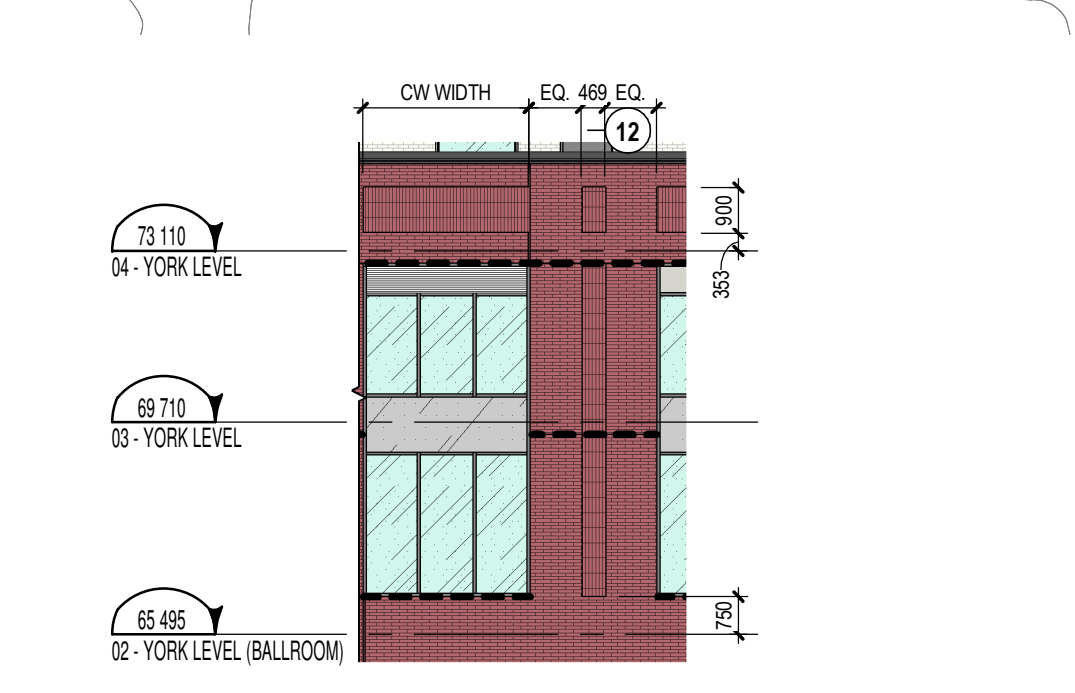 CW WIDTH EQ. 469 EQ.
12
900
73 110
04 - YORK LEVEL
353
69 710
03 - YORK LEVEL
750
65 495
02 - YORK LEVEL (BALLROOM)